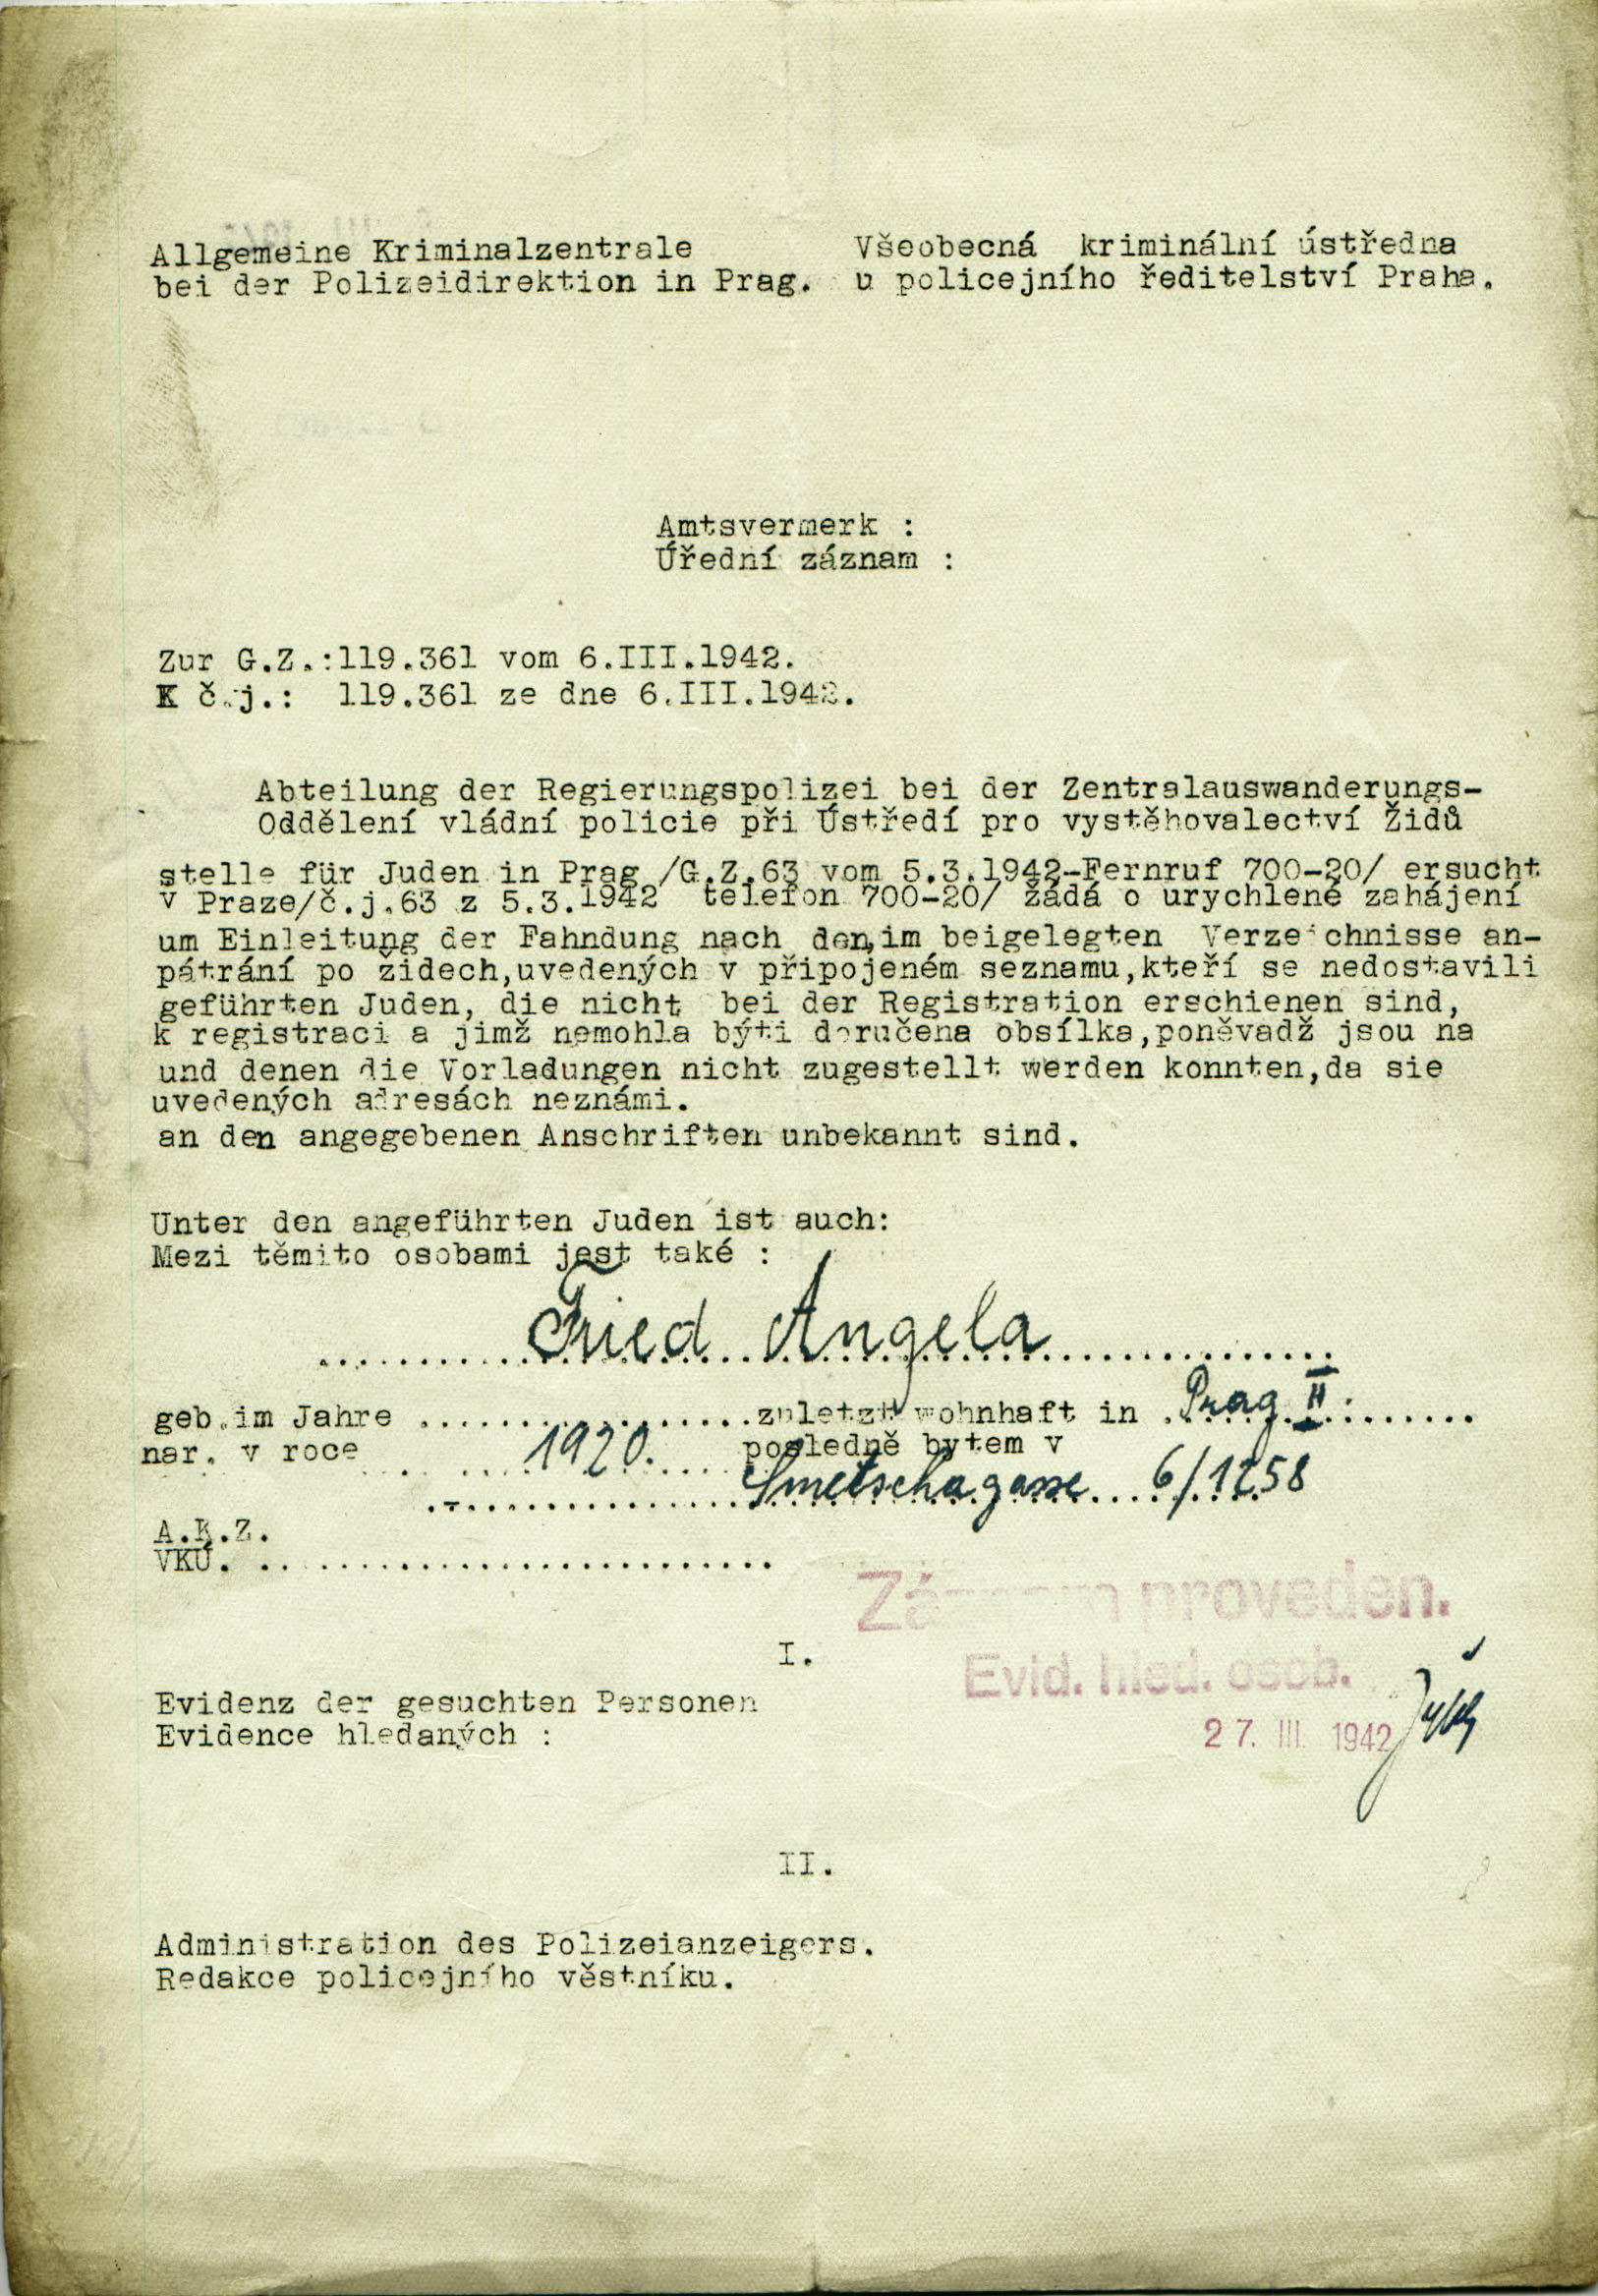 Allgemeine Kriminalzentrale
bei der Polizeidirektion in Prag.
Všeobecná kriminální ústředna
u policejního ředitelství Praha.
Amtsvermerk :
Úřední záznam :
Zur G.Z.:119.361 vom 6.III.1942.
K č.j.: 119.361 ze dne 6.III.1942.
Abteilung der Regierungspolizei bei der Zentralauswanderungs-
Oddělení vládní policie při Ústředí pro vystěhovalectví Židů
stelle für Juden in Prag /G.Z.63 vom 5.3.1942-Fernruf 700-20/ ersucht
v Praze/č.j.63 z 5.3.1942 telefon 700-20/ žádá o urychlené zahájení
um Einleitung der Fahndung nach den,im beigelegten Verzeichnisse an-
pátrání po židech,uvedených v připojeném seznamu,kteří se nedostavili
geführten Juden, die nicht bei der Registration erschienen sind,
k registraci a jimž nemohla býti doručena obsílka,poněvadž jsou na
und denen die Vorladungen nicht zugestellt werden konnten,da sie
uvedených adresách neznámi.
an den angegebenen Anschriften unbekannt sind.
Unter den angeführten Juden ist auch:
Mezi těmito osobami jest také :
Fried Angela
geb.im Jahre ................. zuletzt wohnhaft in Prag II.
nar. v roce 1920. posledně bytem v
Smetschagasse 6/1258
A.K.Z.
VKÚ. ..........................
Záznam proveden.
I.
Evid. hled. osob.
Evidenz der gesuchten Personen
Evidence hledaných :
27. III. 1942
II.
Administration des Polizeianzeigers.
Redakce policejního věstníku.